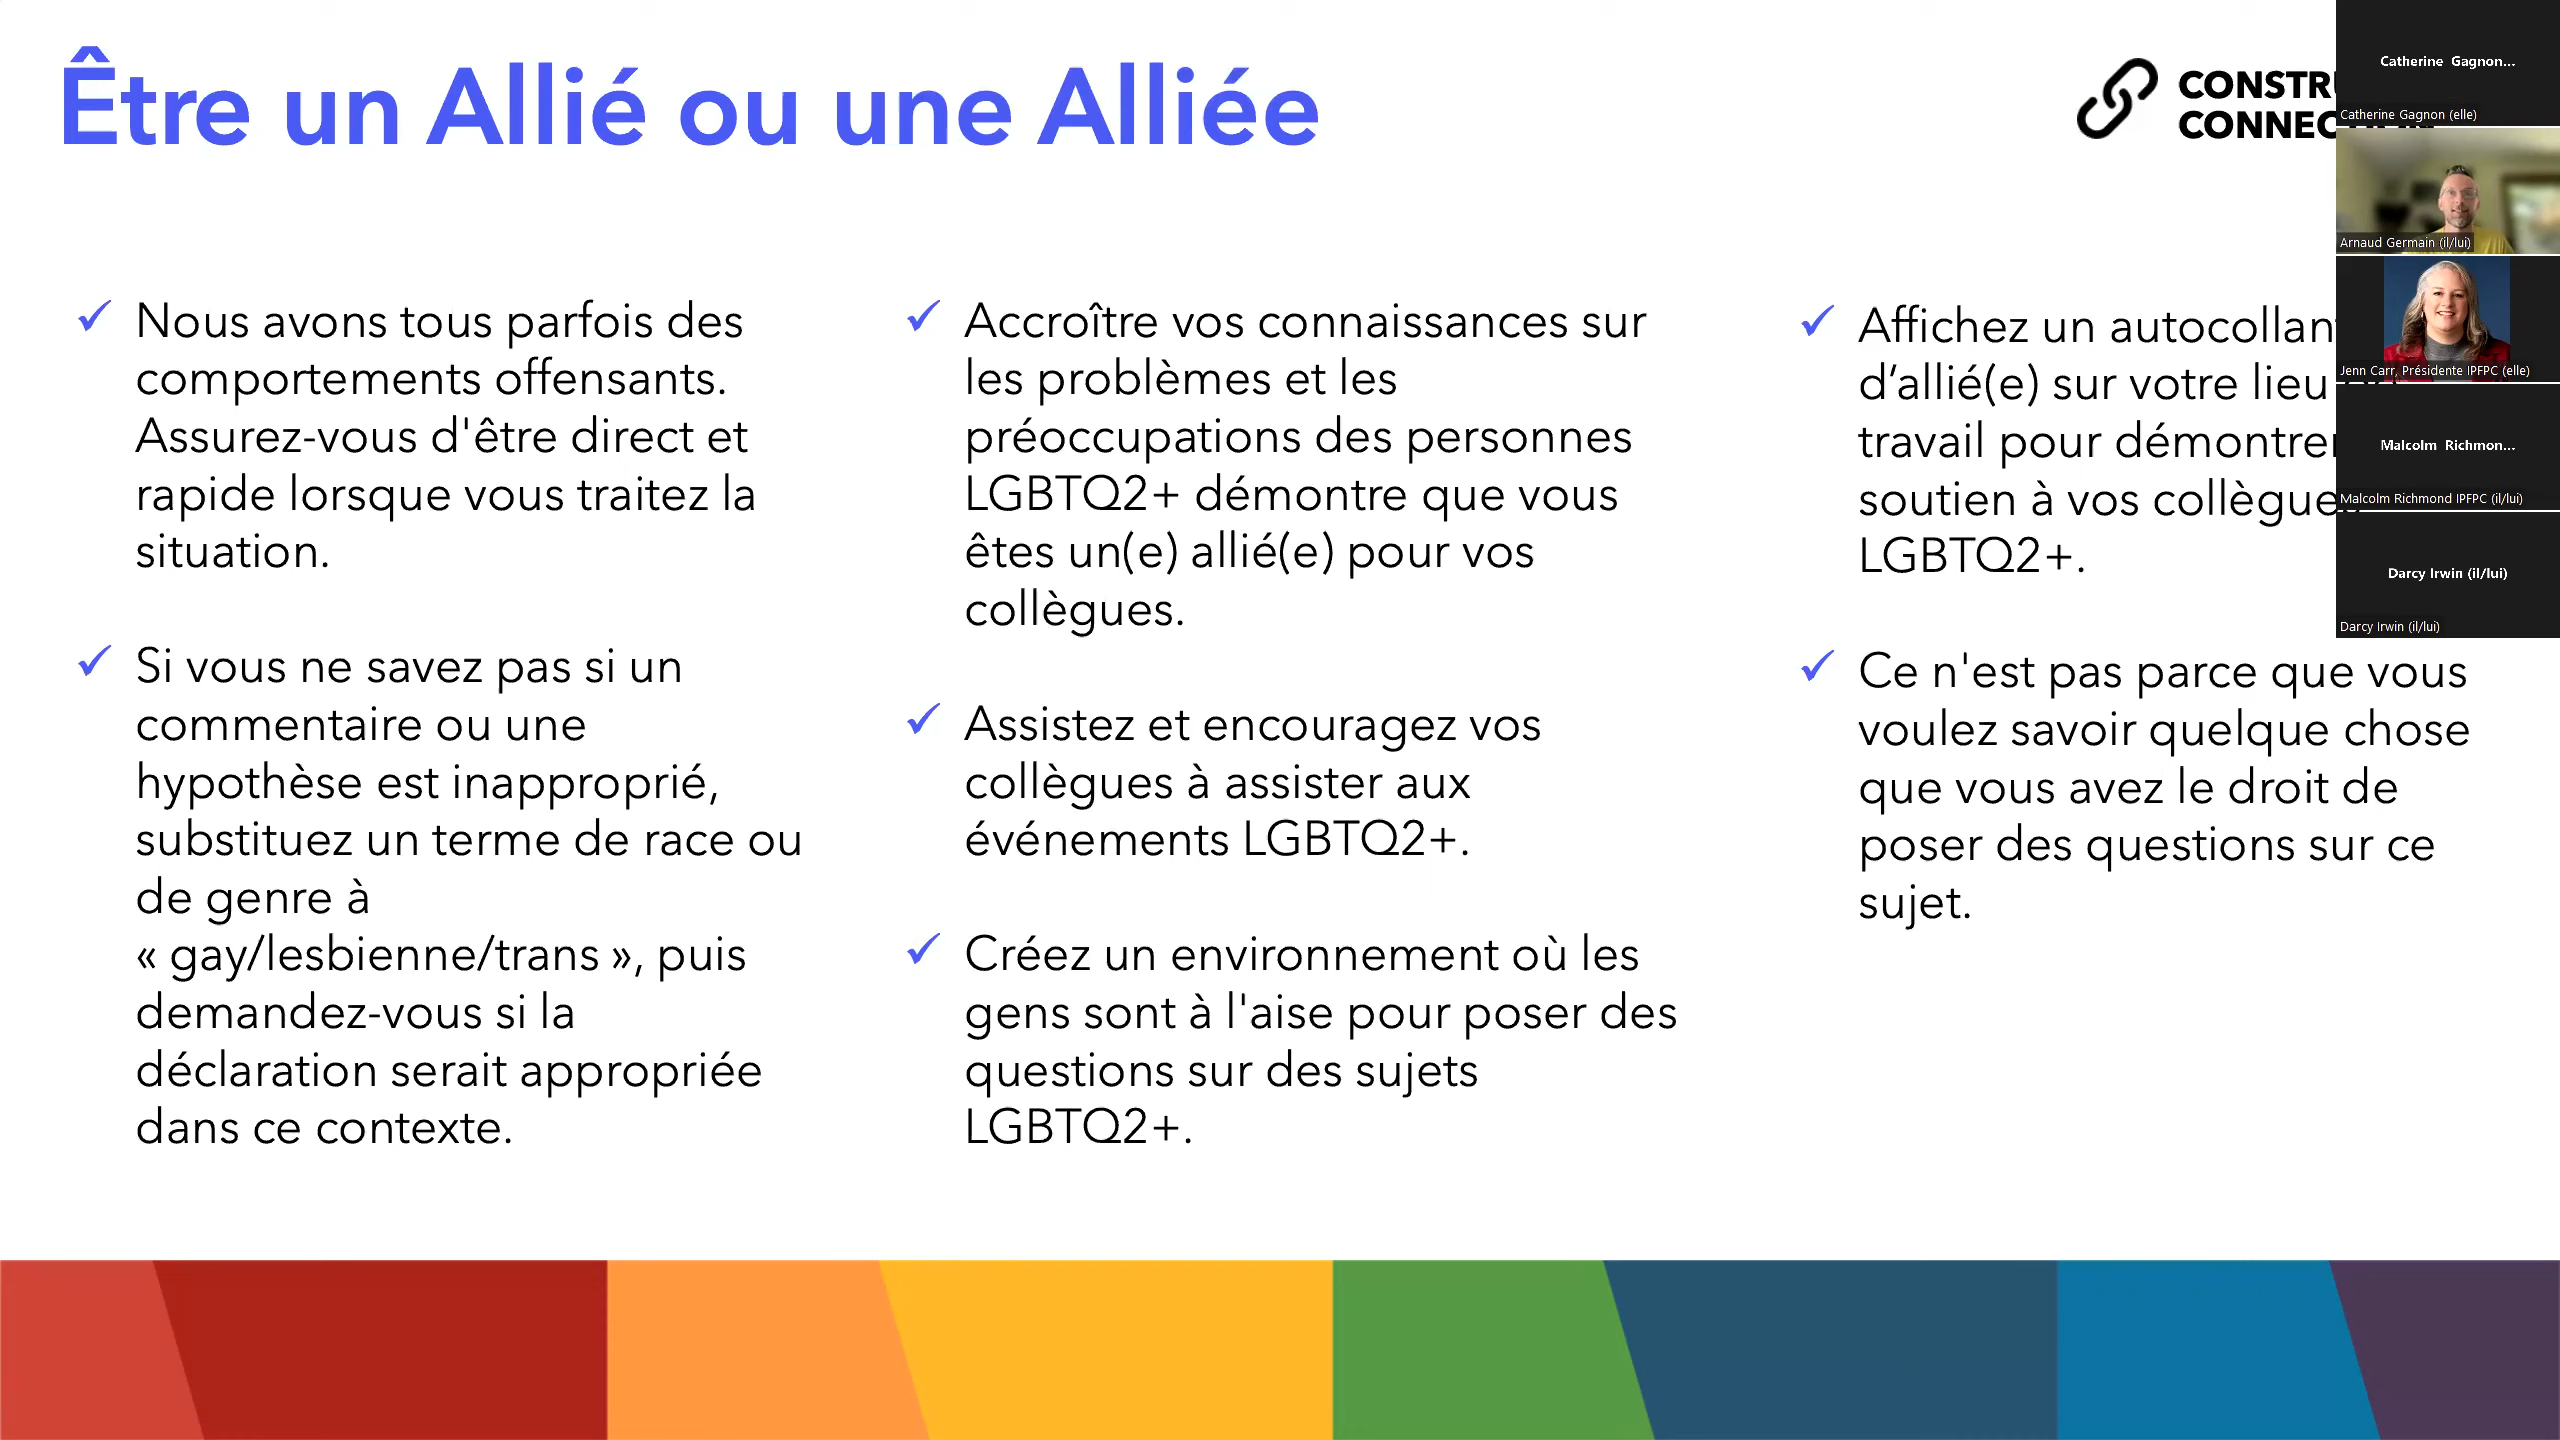 Être un Allié ou une Alliée
Nous avons tous parfois des
comportements offensants.
Assurez-vous d'être direct et
rapide lorsque vous traitez la
situation.
Si vous ne savez pas si un
commentaire ou une
hypothèse est inapproprié,
substituez un terme de race ou
de genre à
« gay/lesbienne/trans », puis
demandez-vous si la
déclaration serait appropriée
dans ce contexte.
Accroître vos connaissances sur
les problèmes et les
préoccupations des personnes
LGBTQ2+ démontre que vous
êtes un(e) allié(e) pour vos
collègues.
Assistez et encouragez vos
collègues à assister aux
événements LGBTQ2+.
Créez un environnement où les
gens sont à l'aise pour poser des
questions sur des sujets
LGBTQ2+.
Affichez un
d’allié(e) sur votre lieu
travail pour démontrer
soutien à vos
LGBTQ2+.
Ce n'est pas parce que vous
voulez savoir quelque chose
que vous avez le droit de
poser des questions sur ce
sujet.
Catherine Gagnon...
Catherine Gagnon (elle)
Arnaud Germain (il/lui)
Jenn Carr, Présidente IPFPC (elle)
Malcolm Richmon...
Malcolm Richmond IPFPC (il/lui)
Darcy Irwin (il/lui)
Darcy Irwin (il/lui)